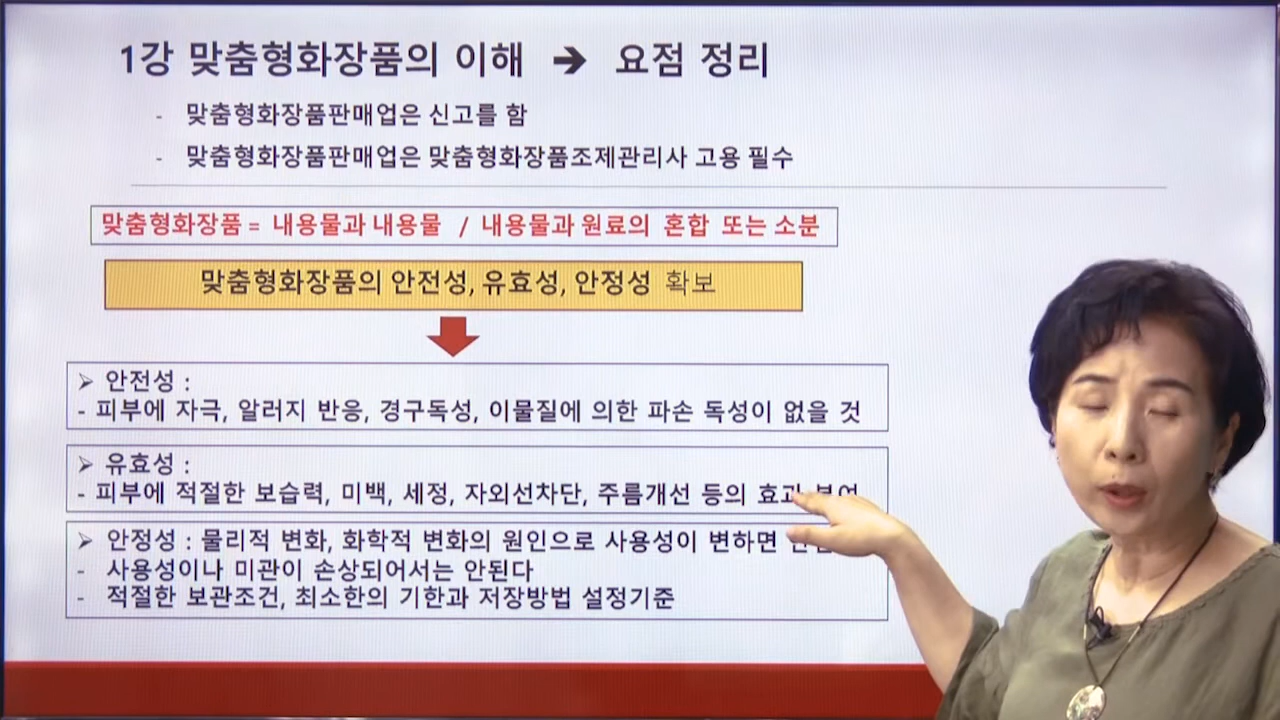 1강 맞춤형화장품의 이해 ➔ 요점 정리
- 맞춤형화장품판매업은 신고를 함
- 맞춤형화장품판매업은 맞춤형화장품조제관리사 고용 필수
맞춤형화장품 = 내용물과 내용물 / 내용물과 원료의 혼합 또는 소분
맞춤형화장품의 안전성, 유효성, 안정성 확보
➢ 안전성 :
- 피부에 자극, 알러지 반응, 경구독성, 이물질에 의한 파손 독성이 없을 것
➢ 유효성 :
- 피부에 적절한 보습력, 미백, 세정, 자외선차단, 주름개선 등의 효과
➢ 안정성 : 물리적 변화, 화학적 변화의 원인으로 사용성이 변하면
- 사용성이나 미관이 손상되어서는 안된다
- 적절한 보관조건, 최소한의 기한과 저장방법 설정기준